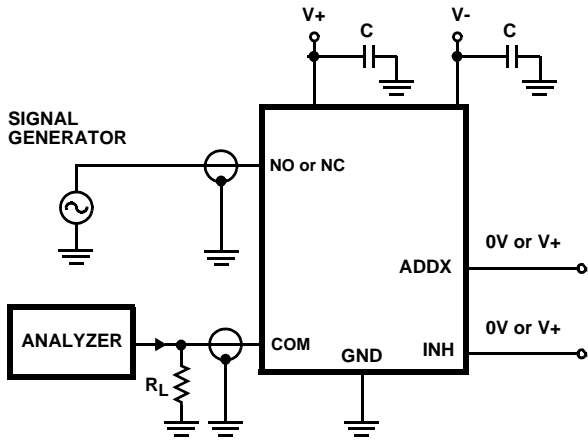 V+
C
V-
C
SIGNAL
GENERATOR
NO or NC
0V or V+
ADDX
0V or V+
ANALYZER
COM
GND
INH
RL